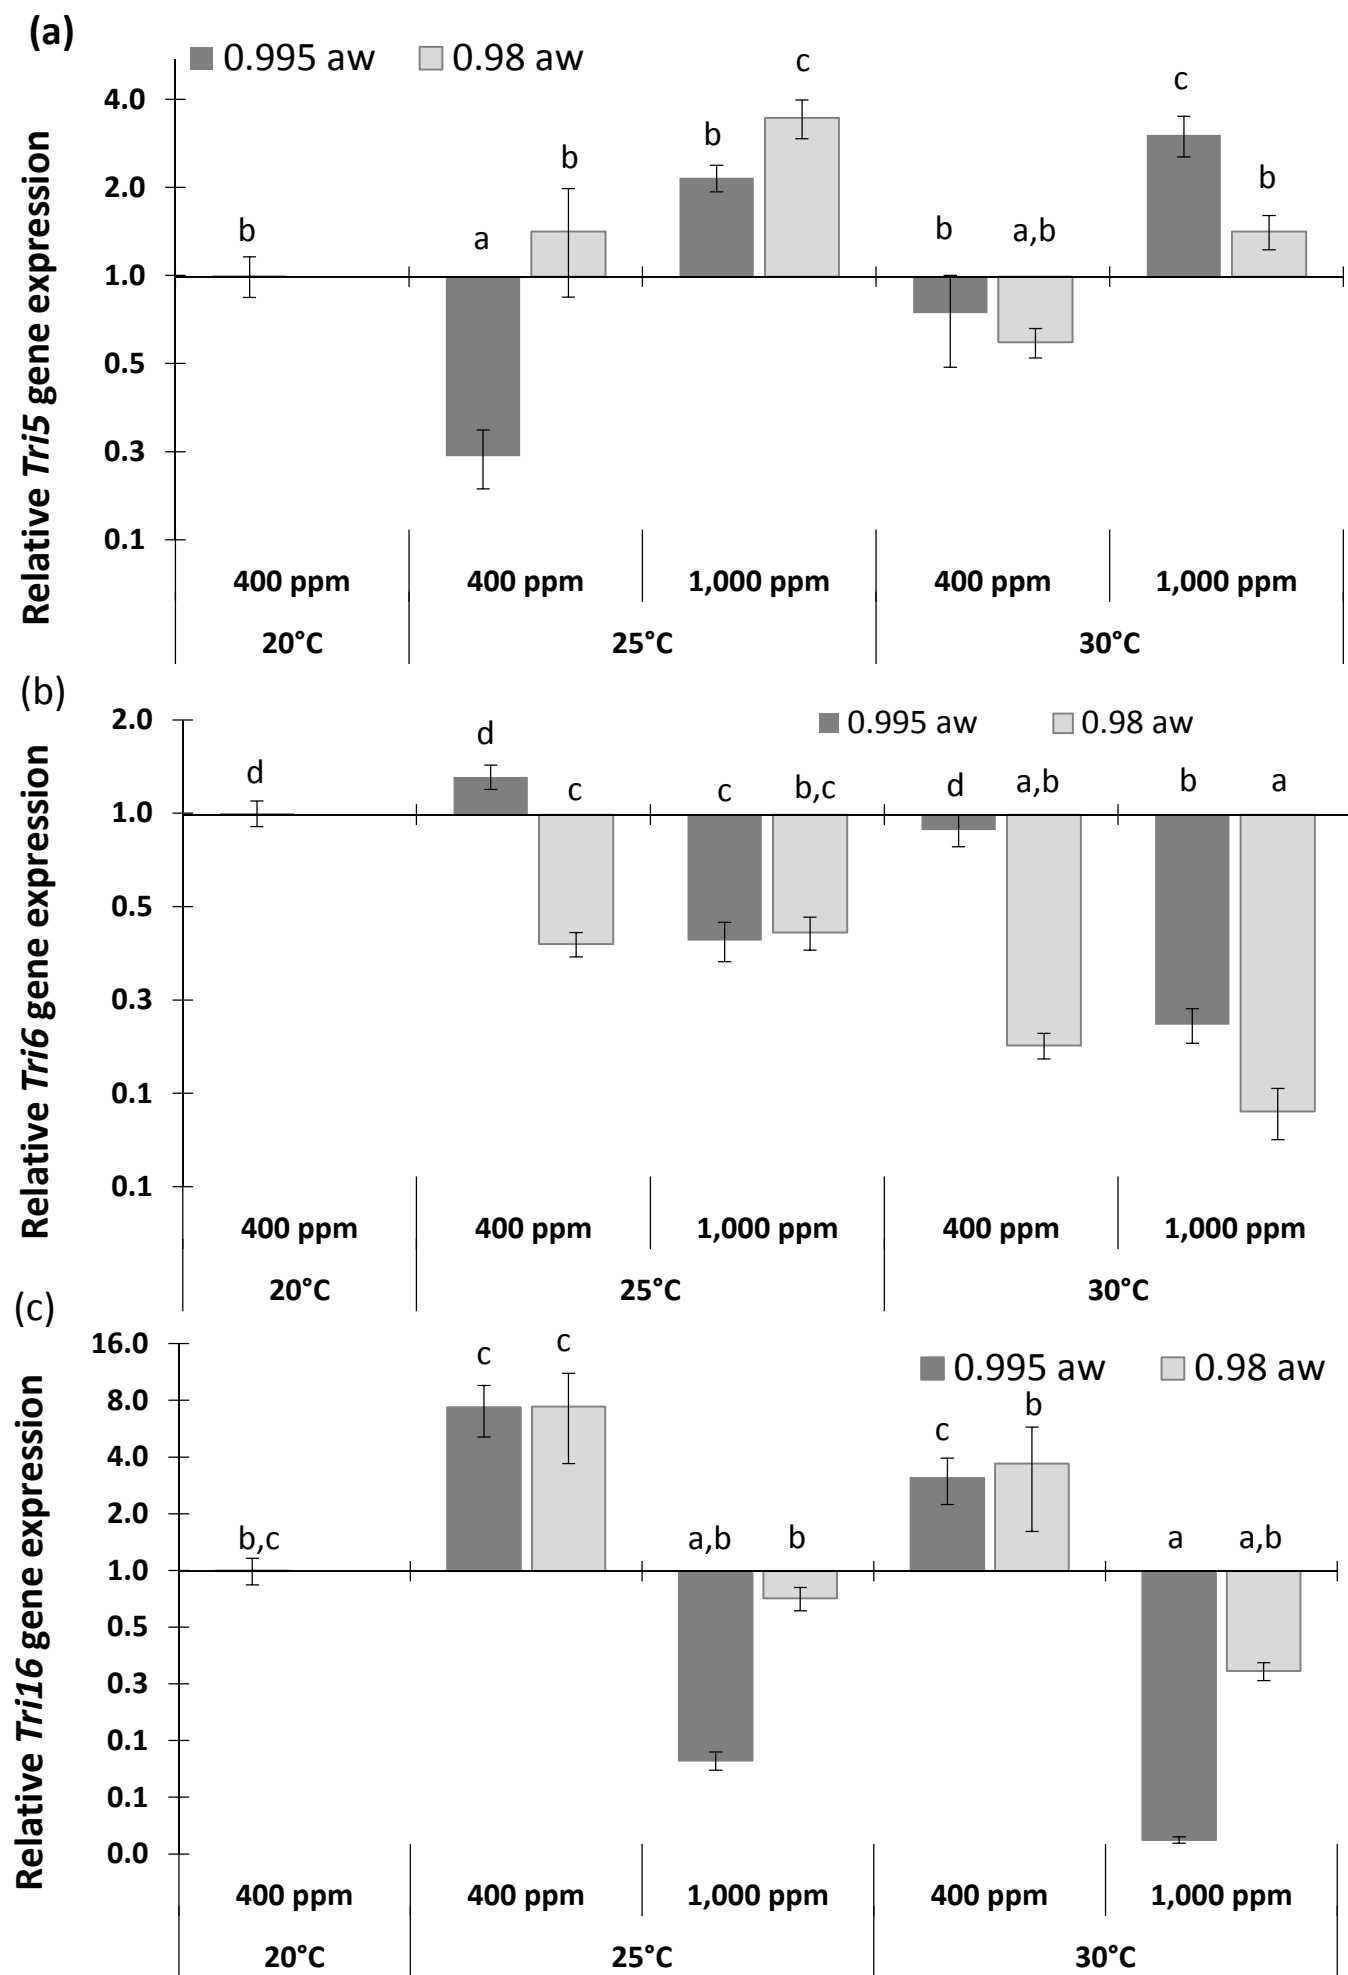 (a)
0.995 aw 0.98 aw
Relative Tri5 gene expression
4.0
2.0
1.0
0.5
0.3
0.1
b a b b c b a,b c b
400 ppm 400 ppm 1,000 ppm 400 ppm 1,000 ppm
20°C 25°C 30°C
(b)
0.995 aw 0.98 aw
Relative Tri6 gene expression
2.0
1.0
0.5
0.3
0.1
0.1
d d c c b,c d a,b b a
400 ppm 400 ppm 1,000 ppm 400 ppm 1,000 ppm
20°C 25°C 30°C
(c)
0.995 aw 0.98 aw
Relative Tri16 gene expression
16.0
8.0
4.0
2.0
1.0
0.5
0.3
0.1
0.1
0.0
b,c c c a,b b c b a a,b
400 ppm 400 ppm 1,000 ppm 400 ppm 1,000 ppm
20°C 25°C 30°C